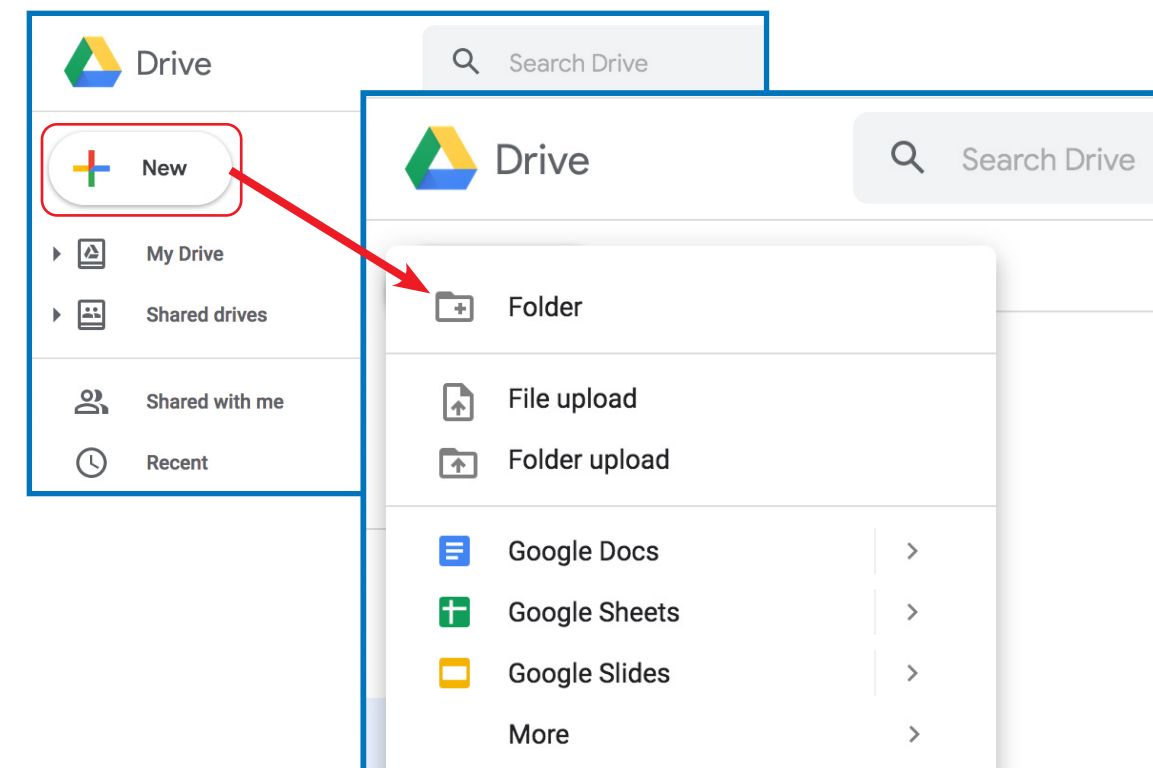 Drive
Search Drive
New
My Drive
Shared drives
Shared with me
Recent
Drive
Search Drive
Folder
File upload
Folder upload
Google Docs
Google Sheets
Google Slides
More